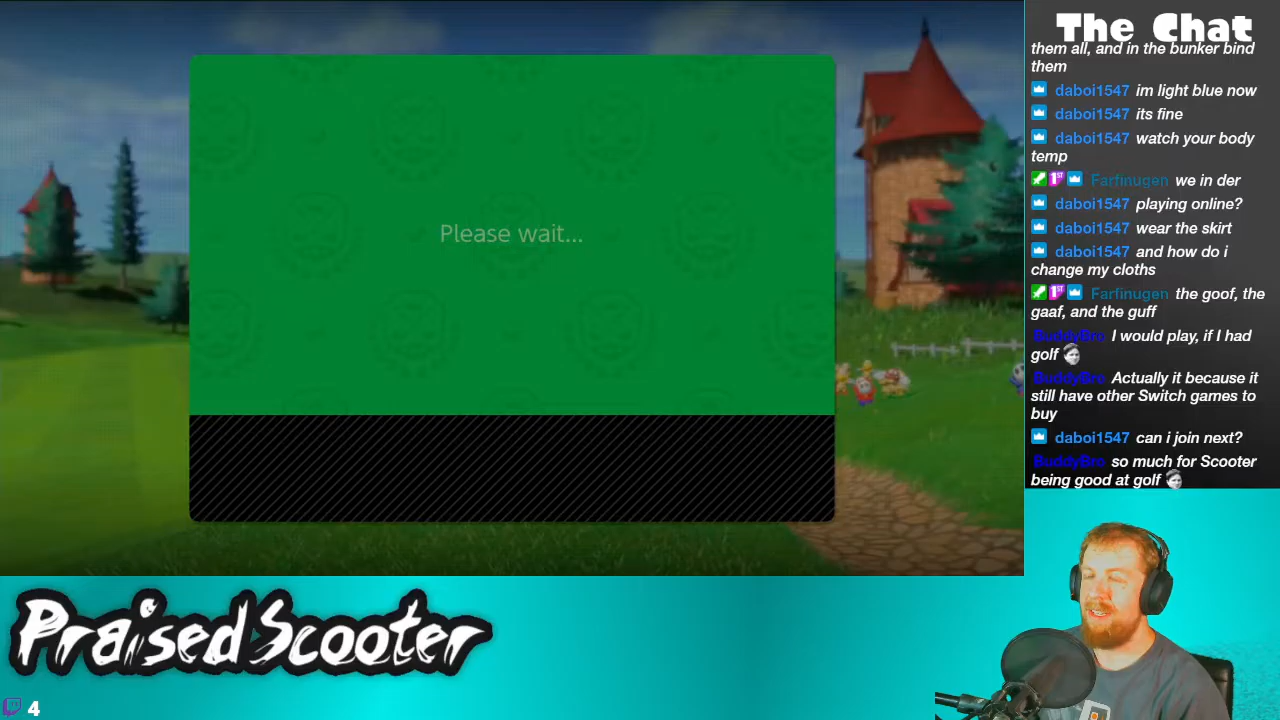 The Chat
them all, and in the bunker bind
them
daboi1547 im light blue now
daboi1547 its fine
daboi1547 watch your body
temp
1ST Farfinugen we in der
daboi1547 playing online?
daboi1547 wear the skirt
daboi1547 and how do i
change my cloths
1ST Farfinugen the goof, the
gaaf, and the guff
BuddyBro I would play, if I had
golf
BuddyBro Actually it because it
still have other Switch games to
buy
daboi1547 can i join next?
BuddyBro so much for Scooter
being good at golf
Please wait...
PraisedScooter
4